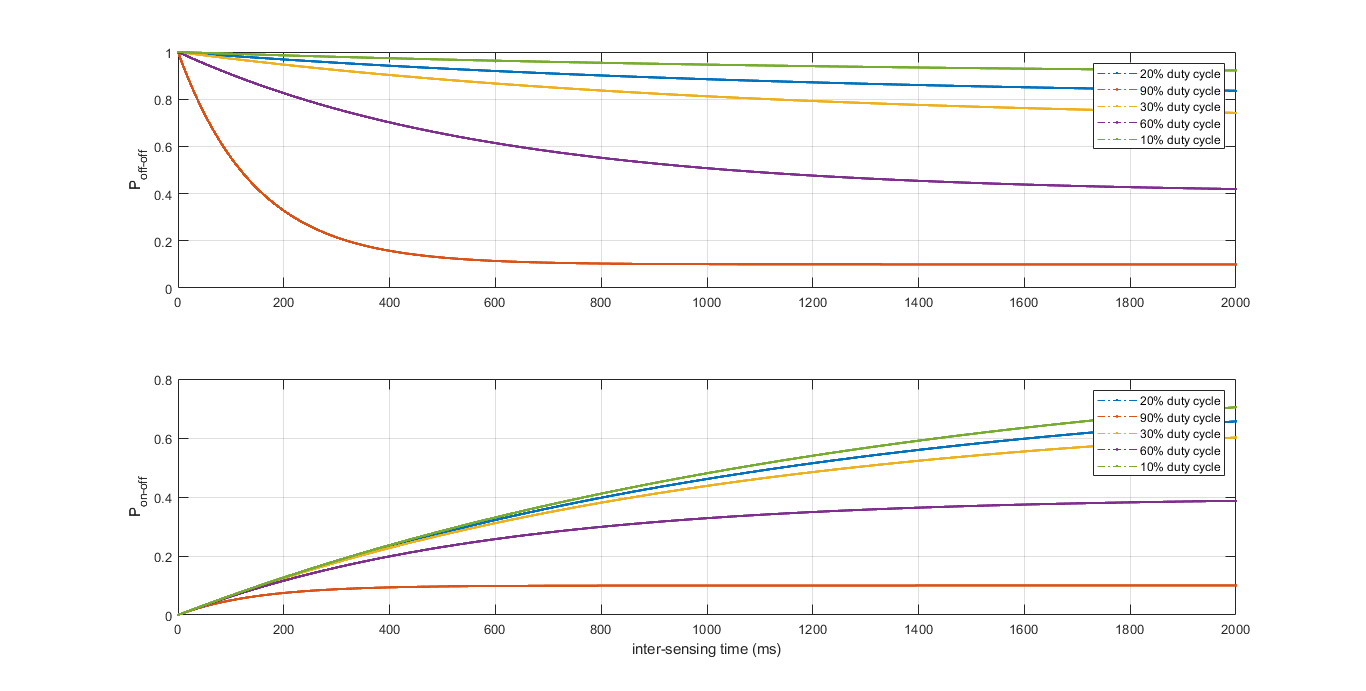 1
0.8
0.6
0.4
0.2
0
P off-off
20% duty cycle
90% duty cycle
30% duty cycle
60% duty cycle
10% duty cycle
0 200 400 600 800 1000 1200 1400 1600 1800 2000
0.8
0.6
0.4
0.2
0
P on-off
20% duty cycle
90% duty cycle
30% duty cycle
60% duty cycle
10% duty cycle
0 200 400 600 800 1000 1200 1400 1600 1800 2000
inter-sensing time (ms)